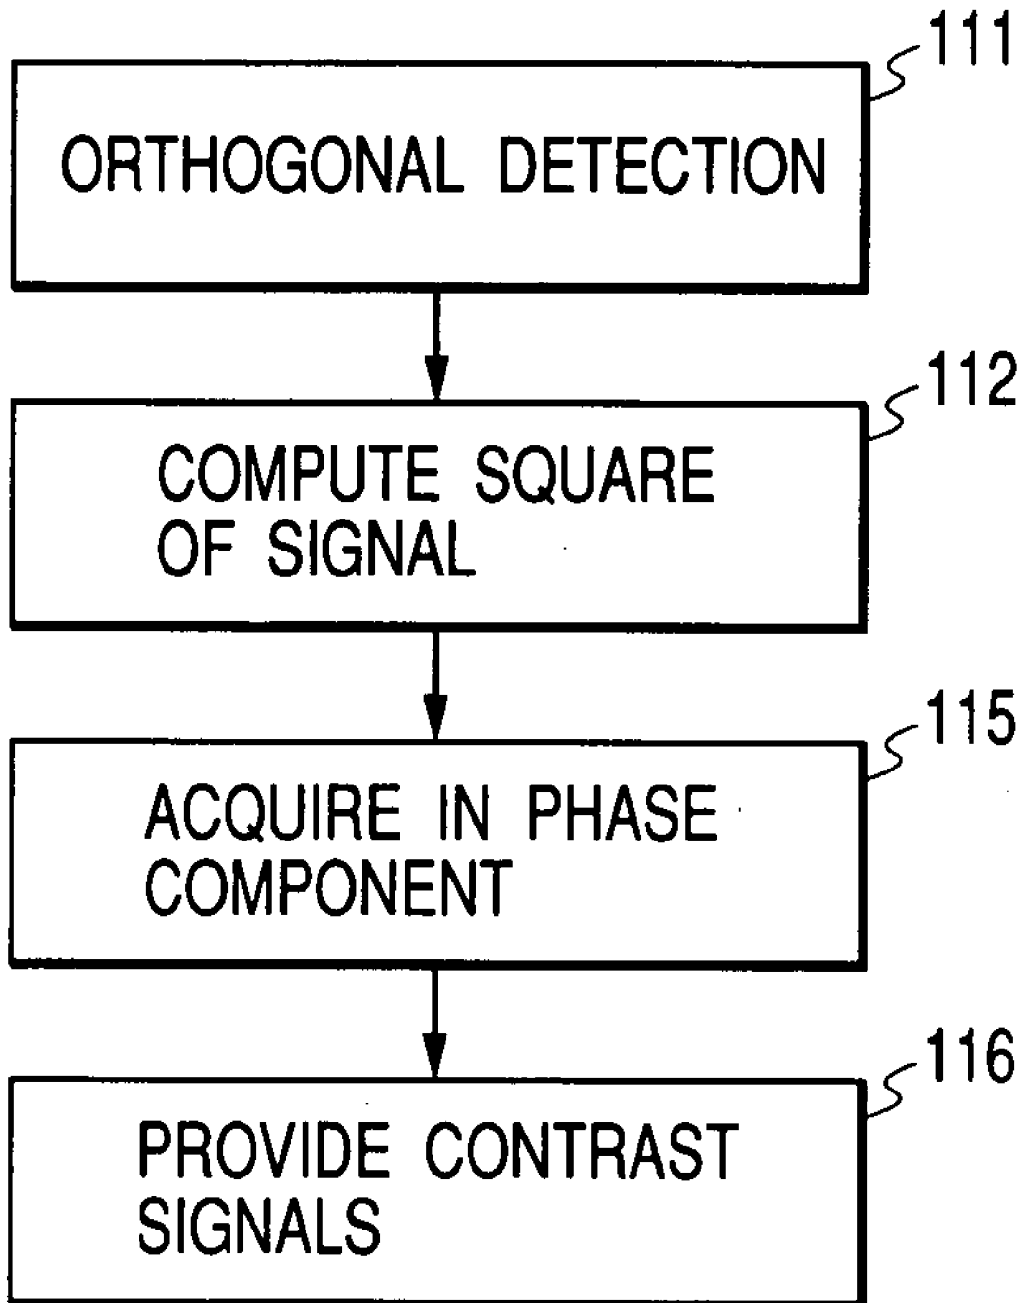 111
ORTHOGONAL DETECTION
112
COMPUTE SQUARE
OF SIGNAL
115
ACQUIRE IN PHASE
COMPONENT
116
PROVIDE CONTRAST
SIGNALS